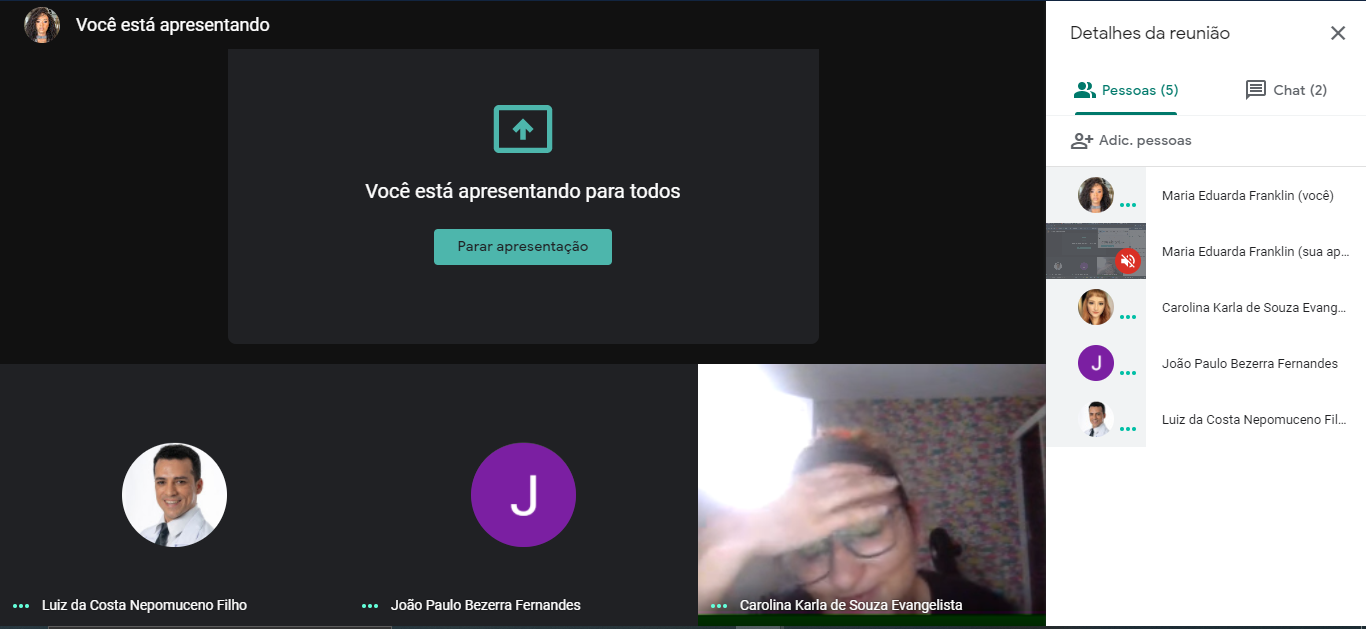 Você está apresentando
Você está apresentando para todos
Parar apresentação
Luiz da Costa Nepomuceno Filho
J
João Paulo Bezerra Fernandes
Carolina Karla de Souza Evangelista
Detalhes da reunião
Pessoas (5)
Chat (2)
Adic. pessoas
Maria Eduarda Franklin (você)
Maria Eduarda Franklin (sua ap...
Carolina Karla de Souza Evang...
J
João Paulo Bezerra Fernandes
Luiz da Costa Nepomuceno Fil...